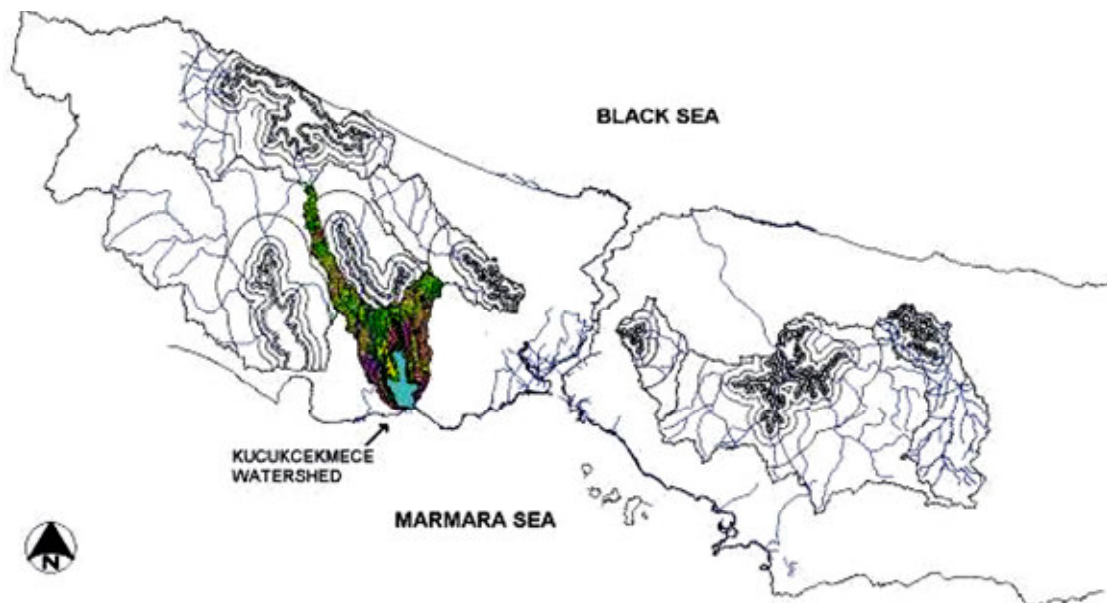 BLACK SEA
KUCUKCEKMECE
WATERSHED
MARMARA SEA
N